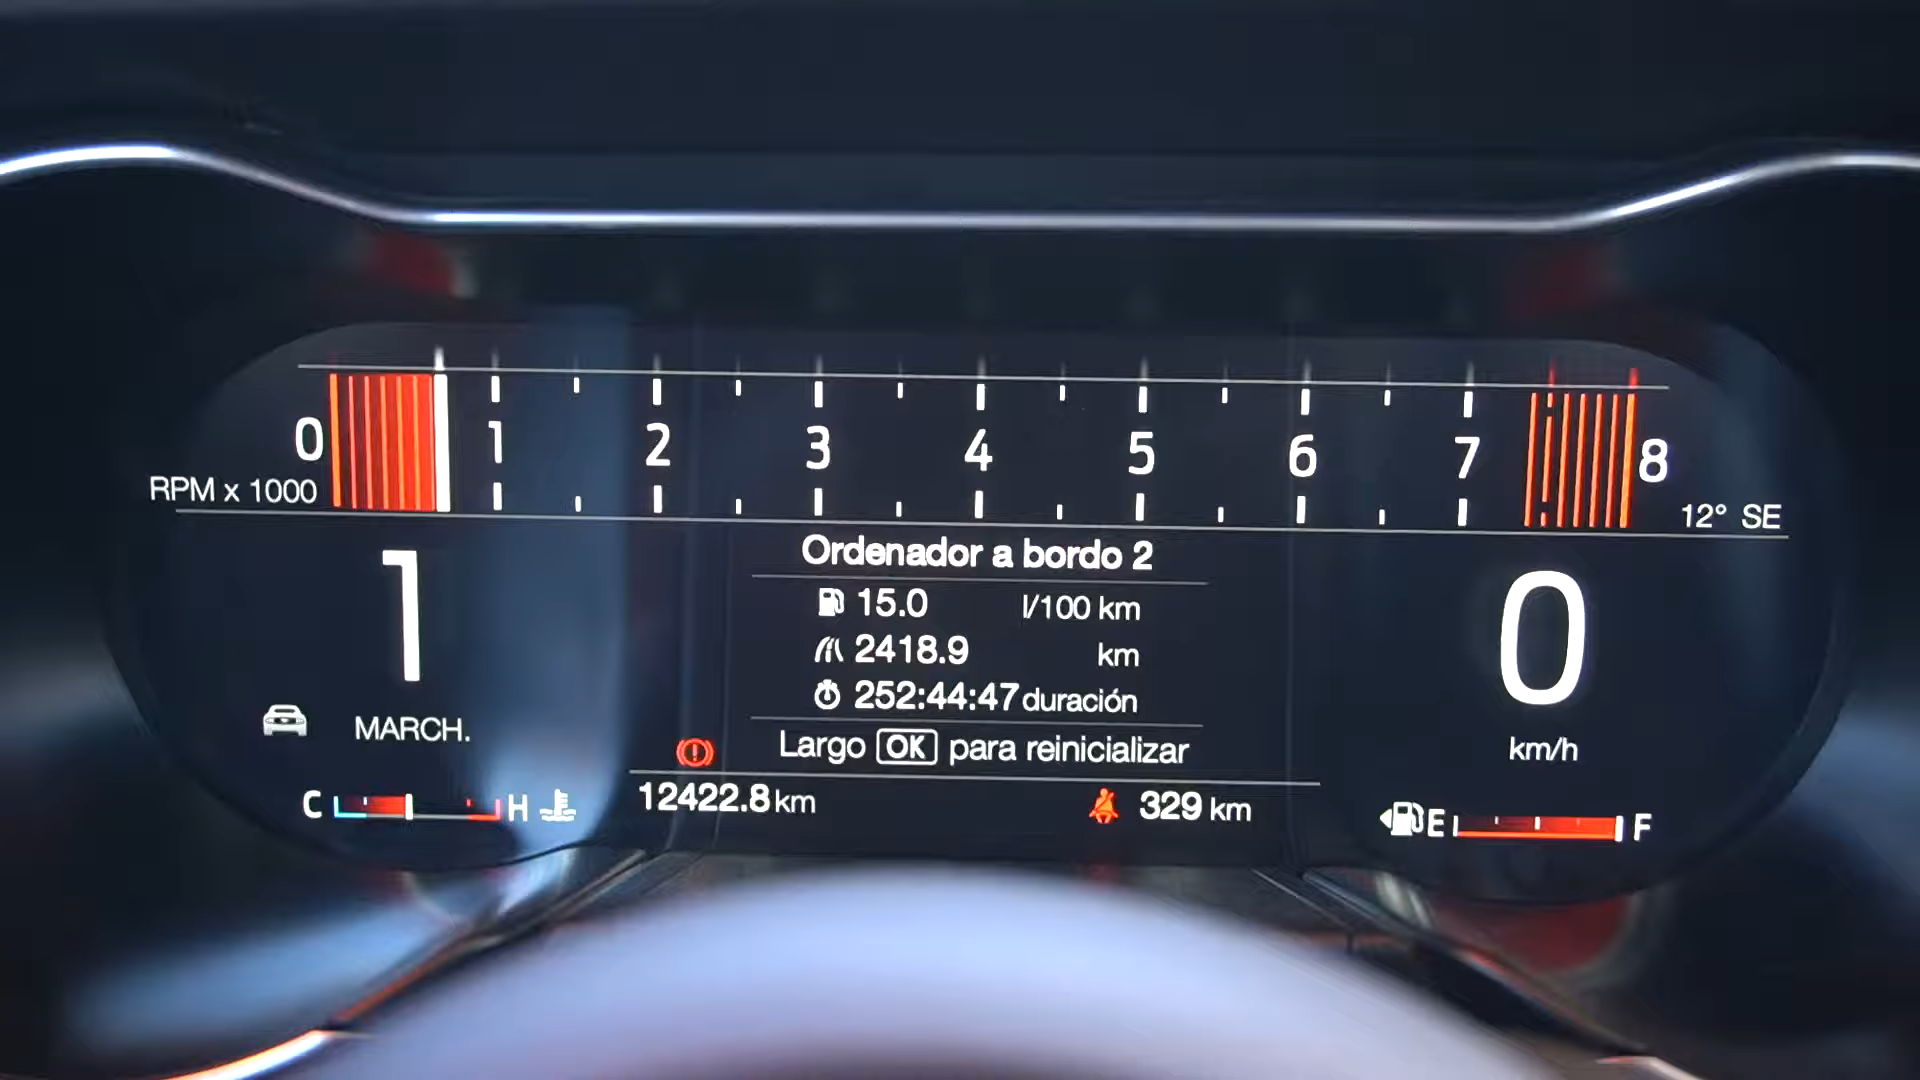 0 1 2 3 4 5 6 7 8
RPM x 1000
12° SE
Ordenador a bordo 2
15.0 l/100 km
2418.9 km
252:44:47 duración
Largo OK para reinicializar
1
MARCH.
0
km/h
C H
12422.8 km
329 km
E F